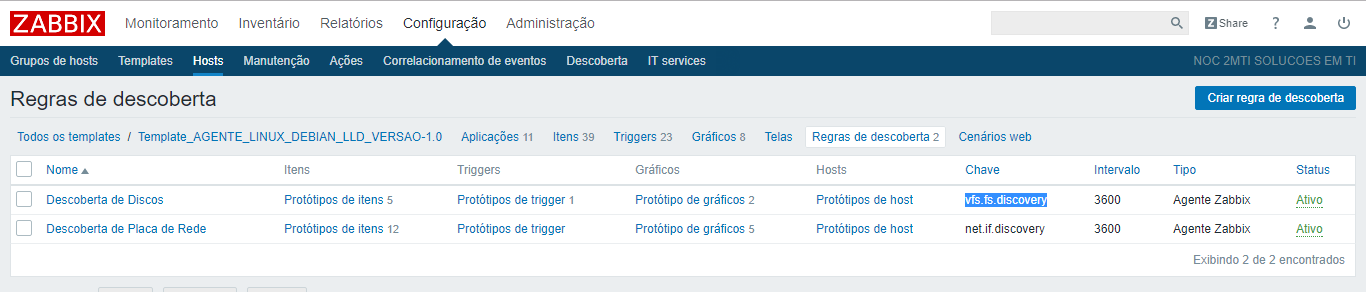 ZABBIX Monitoramento Inventário Relatórios Configuração Administração Z Share ?
Grupos de hosts Templates Hosts Manutenção Ações Correlacionamento de eventos Descoberta IT services NOC 2MTI SOLUCOES EM TI
Regras de descoberta Criar regra de descoberta
Todos os templates / Template_AGENTE_LINUX_DEBIAN_LLD_VERSAO-1.0 Aplicações 11 Itens 39 Triggers 23 Gráficos 8 Telas Regras de descoberta 2 Cenários web
Nome Itens Triggers Gráficos Hosts Chave Intervalo Tipo Status
Descoberta de Discos Protótipos de itens 5 Protótipos de trigger 1 Protótipo de gráficos 2 Protótipos de host vfs.fs.discovery 3600 Agente Zabbix Ativo
Descoberta de Placa de Rede Protótipos de itens 12 Protótipos de trigger Protótipo de gráficos 5 Protótipos de host net.if.discovery 3600 Agente Zabbix Ativo
Exibindo 2 de 2 encontrados